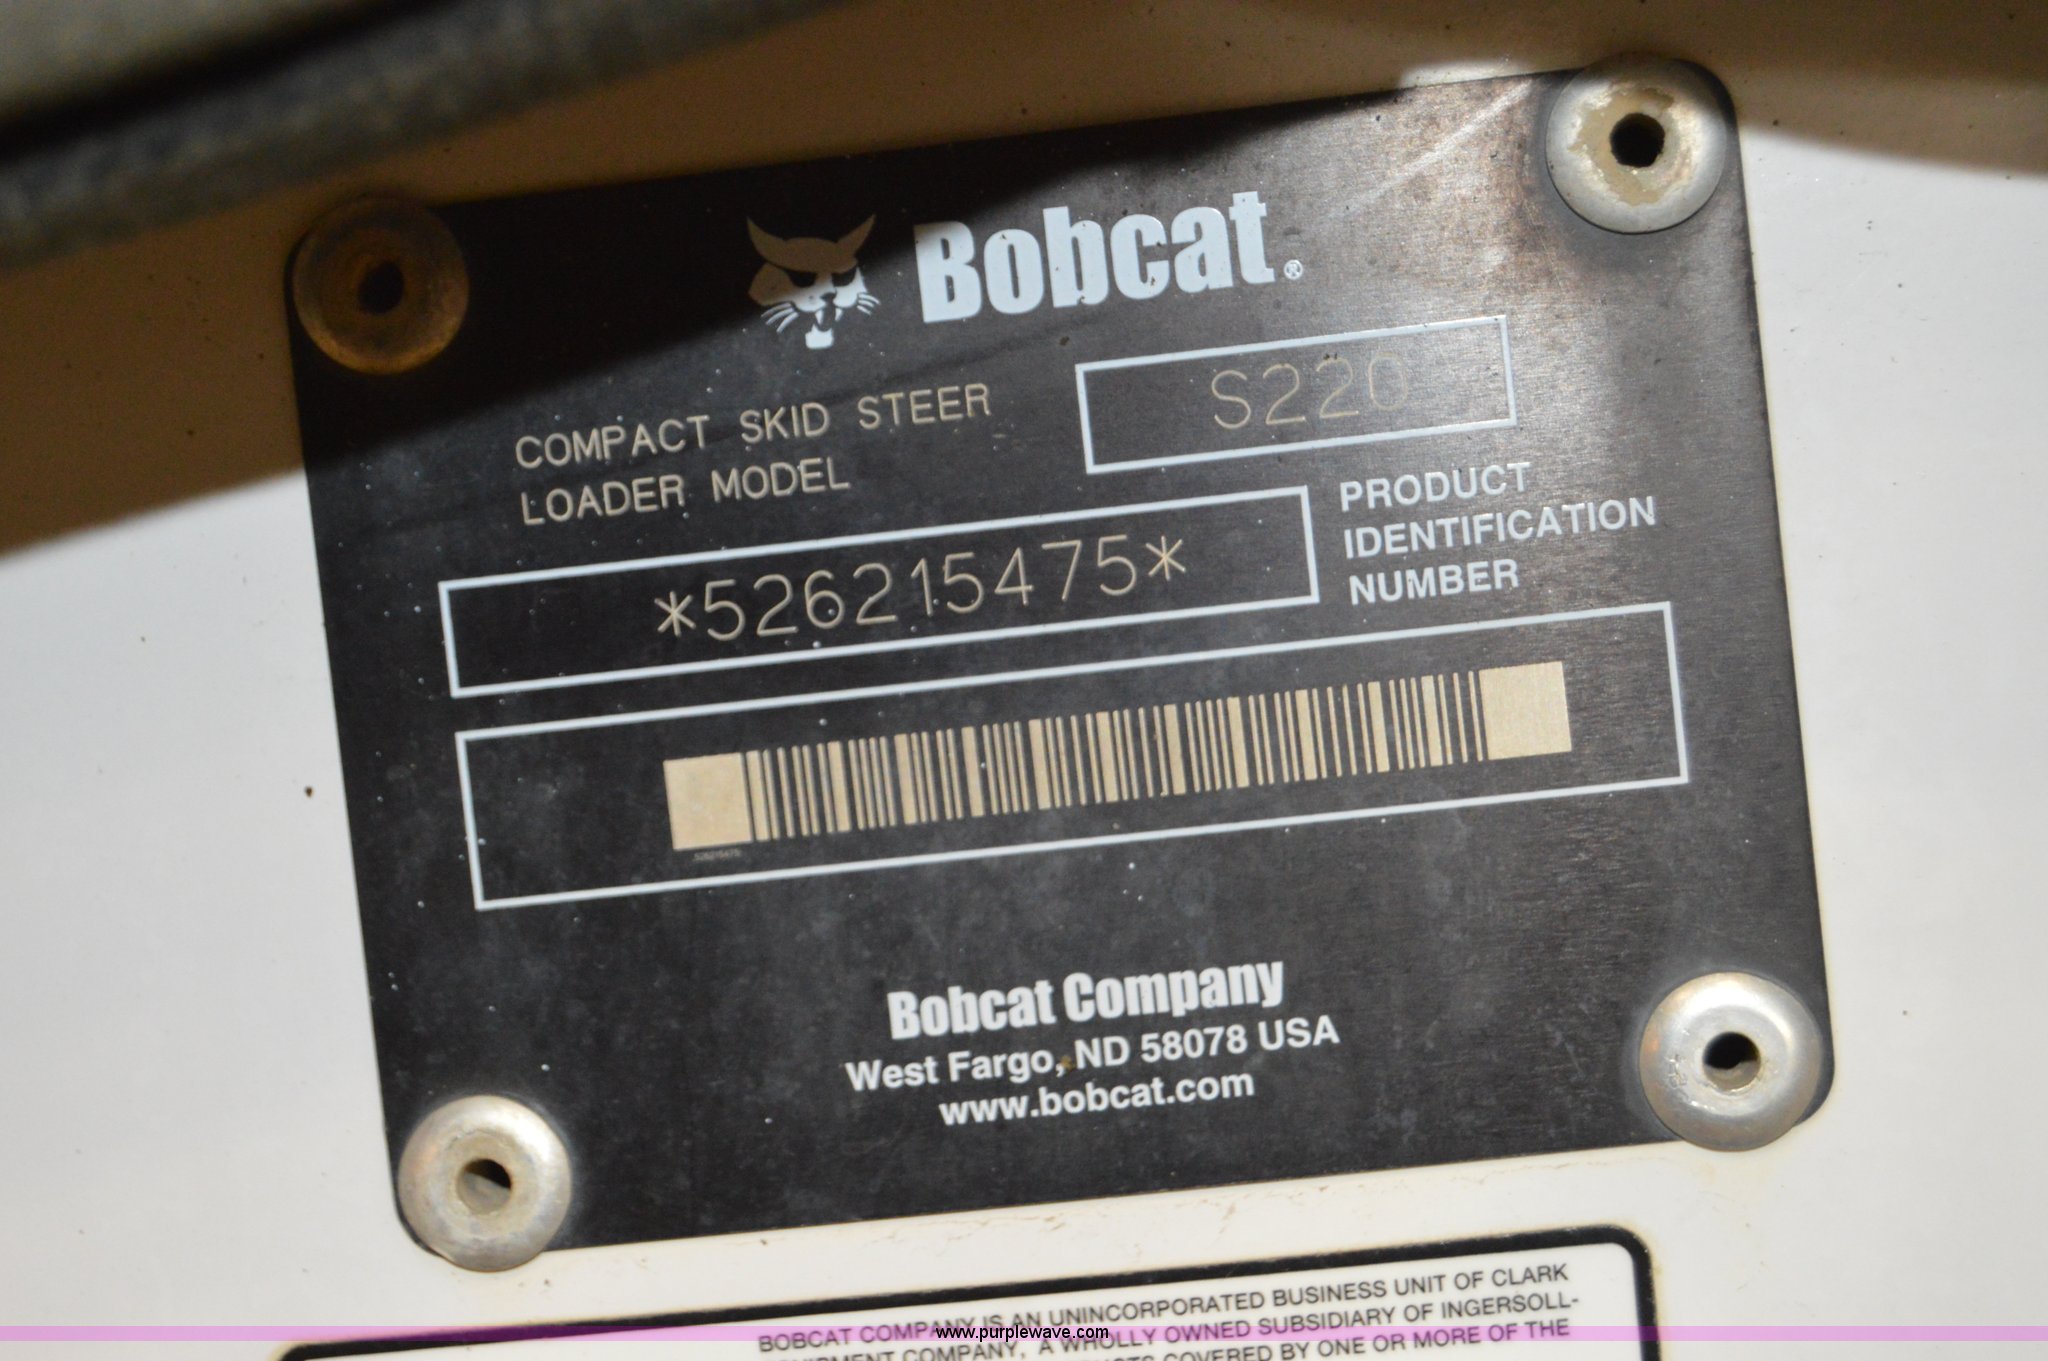 Bobcat®
COMPACT SKID STEER
LOADER MODEL
S220
*526215475*
PRODUCT
IDENTIFICATION
NUMBER
526215475
Bobcat Company
West Fargo, ND 58078 USA
www.bobcat.com
BOBCAT COMPANY IS AN UNINCORPORATED BUSINESS UNIT OF CLARK
COMPANY, A WHOLLY OWNED SUBSIDIARY OF INGERSOLL-
COVERED BY ONE OR MORE OF THE
www.purplewave.com